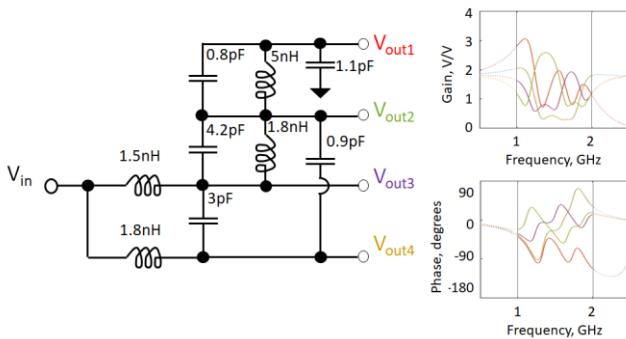 0.8pF
5nH
1.1pF
Vout1
4.2pF
1.8nH
0.9pF
Vout2
Vin
1.5nH
3pF
Vout3
1.8nH
Vout4
Gain, V/V
4
3
2
1
0
1
2
Frequency, GHz
Phase, degrees
90
0
-90
-180
1
2
Frequency, GHz